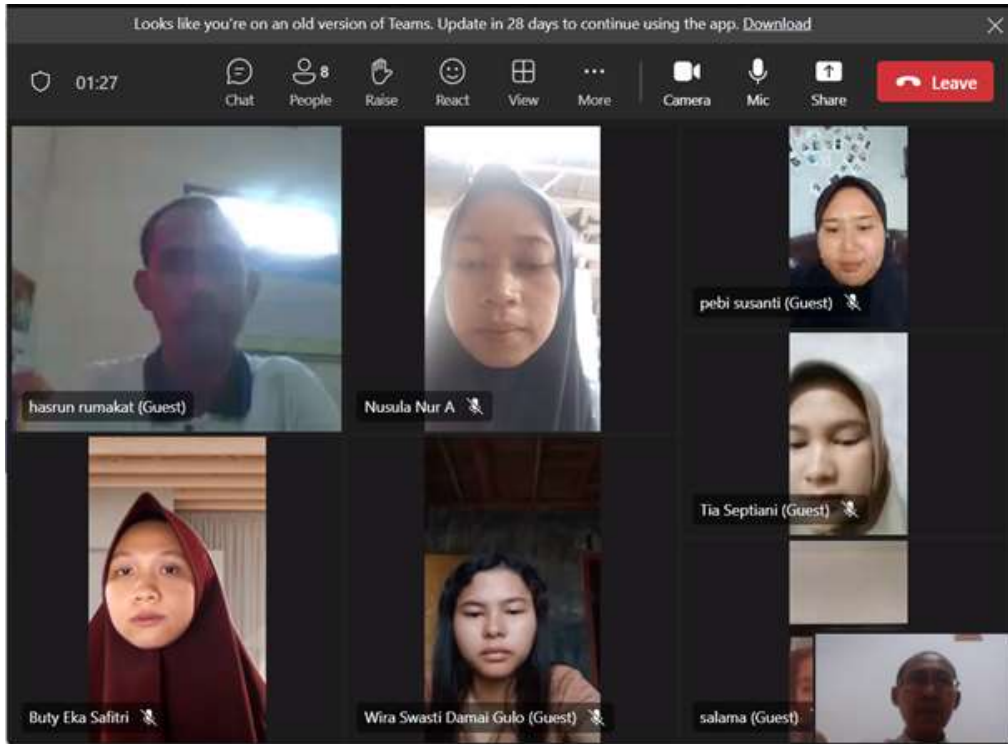 Looks like you're on an old version of Teams. Update in 28 days to continue using the app. Download
01:27
8
Chat People Raise React View More Camera Mic Share Leave
hasrun rumakat (Guest)
Nusula Nur A
pebi susanti (Guest)
Tia Septiani (Guest)
Buty Eka Safitri
Wira Swasti Damai Gulo (Guest)
salama (Guest)